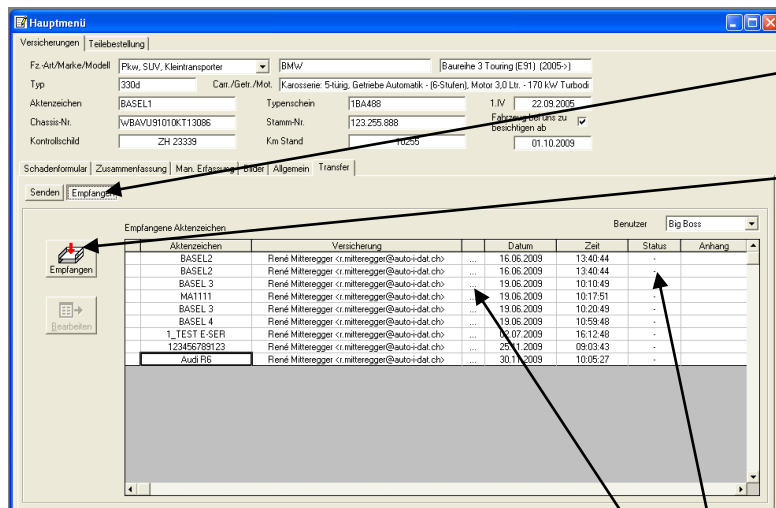 Hauptmenü
Versicherungen Teilebestellung
Fz.-Art/Marke/Modell Pkw, SUV, Kleintransporter BMW Baureihe 3 Touring (E91) (2005->)
Typ 330d Carr./Getr./Mot. Karosserie: 5-türig, Getriebe Automatik - (6-Stufen), Motor 3,0 Ltr. - 170 kW Turbodi
Aktenzeichen BASEL1 Typenschein 1BA488 1.IV 22.09.2005
Chassis-Nr. WBAVU91010KT13086 Stamm-Nr. 123.255.888 Fahrzeug bei uns zu besichtigen ab
Kontrollschild ZH 23339 Km Stand 10255 01.10.2009
Schadenformular Zusammenfassung Man. Erfassung Bilder Allgemein Transfer
Senden Empfangen
Empfangene Aktenzeichen Benutzer Big Boss
Aktenzeichen Versicherung Datum Zeit Status Anhang
BASEL2 René Mitteregger <r.mitteregger@auto-i-dat.ch> ... 16.06.2009 13:40:44 -
BASEL2 René Mitteregger <r.mitteregger@auto-i-dat.ch> ... 16.06.2009 13:40:44 -
BASEL 3 René Mitteregger <r.mitteregger@auto-i-dat.ch> ... 19.06.2009 10:10:49 -
MA1111 René Mitteregger <r.mitteregger@auto-i-dat.ch> ... 19.06.2009 10:17:51 -
BASEL 3 René Mitteregger <r.mitteregger@auto-i-dat.ch> ... 19.06.2009 10:20:49 -
BASEL 4 René Mitteregger <r.mitteregger@auto-i-dat.ch> ... 19.06.2009 10:59:48 -
1_TEST E-SER René Mitteregger <r.mitteregger@auto-i-dat.ch> ... 02.07.2009 16:12:48 -
123456789123 René Mitteregger <r.mitteregger@auto-i-dat.ch> ... 25.11.2009 09:03:43 -
Audi R6 René Mitteregger <r.mitteregger@auto-i-dat.ch> ... 30.11.2009 10:05:27 -
Empfangen
Bearbeiten